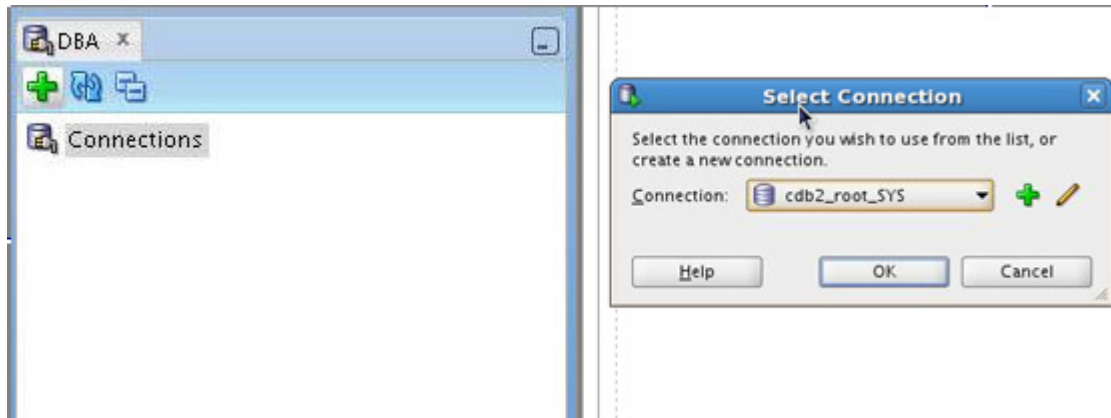 DBA
Connections
Select Connection
Select the connection you wish to use from the list, or
create a new connection.
Connection: cdb2_root_SYS
Help OK Cancel